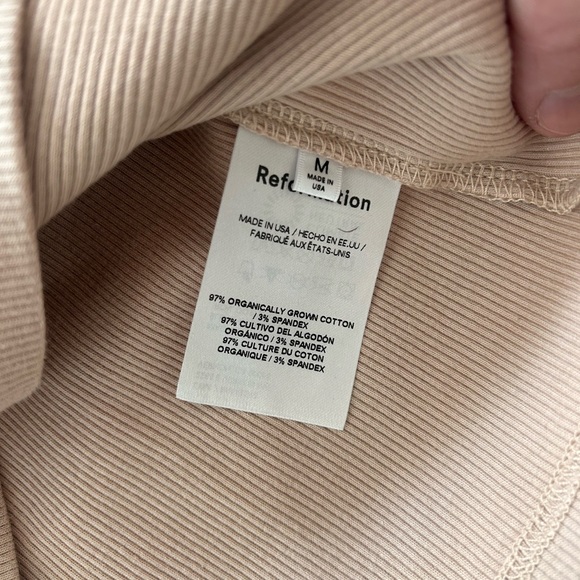 M
MADE IN
USA
Reformation
MADE IN USA / HECHO EN EE.UU /
FABRIQUÉ AUX ÉTATS-UNIS
97% ORGANICALLY GROWN COTTON
/ 3% SPANDEX
97% CULTIVO DEL ALGODÓN
ORGÁNICO / 3% SPANDEX
97% CULTURE DU COTON
ORGANIQUE / 3% SPANDEX